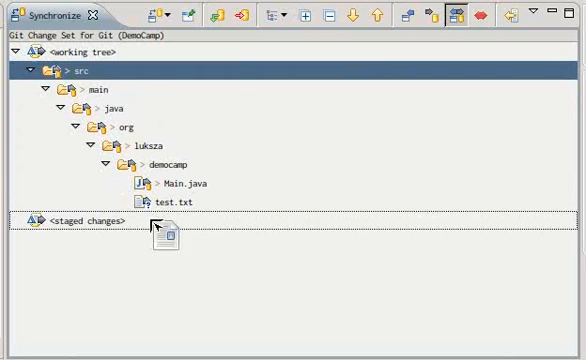 Synchronize
Git Change Set for Git (DemoCamp)
<working tree>
> src
> main
> java
> org
> luksza
> democamp
> Main.java
test.txt
<staged changes>